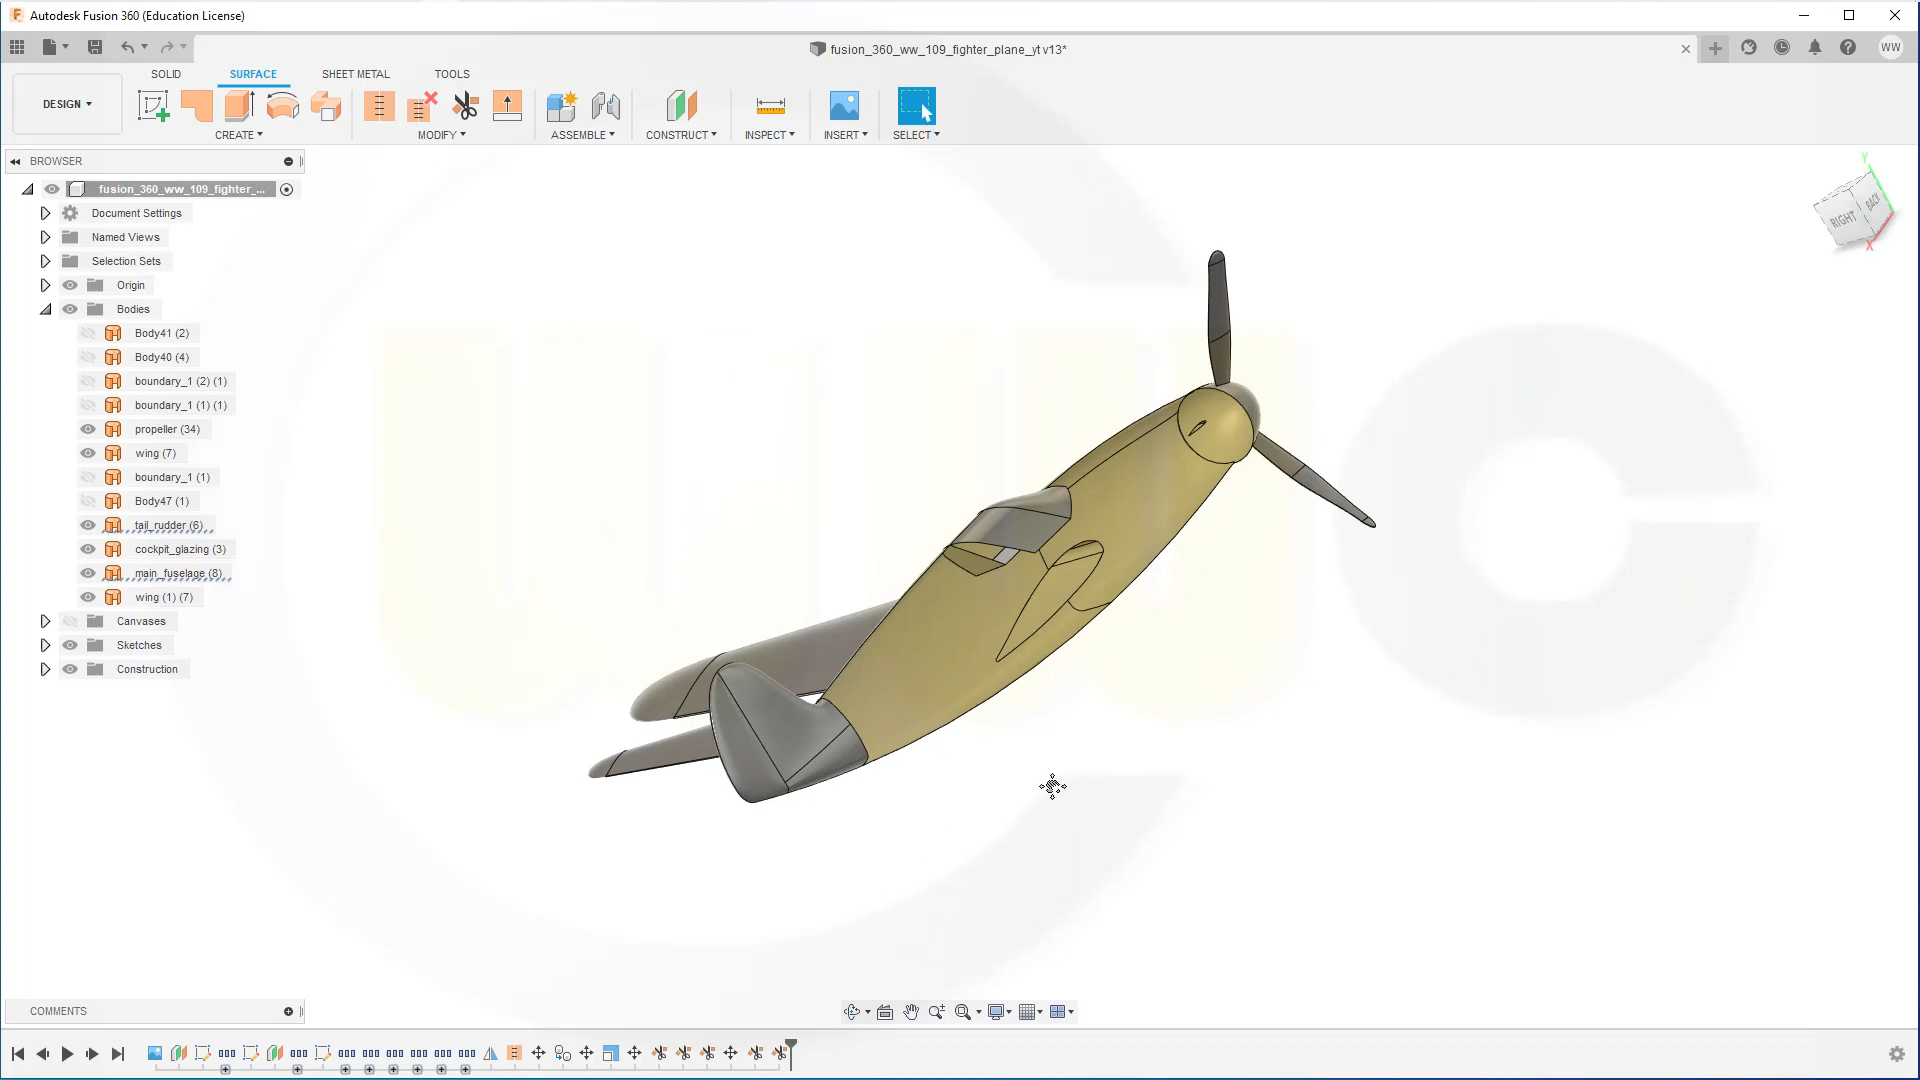 Autodesk Fusion 360 (Education License)
fusion_360_ww_109_fighter_plane_yt v13*
WW
SOLID
SURFACE
SHEET METAL
TOOLS
DESIGN
CREATE
MODIFY
ASSEMBLE
CONSTRUCT
INSPECT
INSERT
SELECT
BROWSER
fusion_360_ww_109_fighter_...
Document Settings
Named Views
Selection Sets
Origin
Bodies
Body41 (2)
Body40 (4)
boundary_1 (2) (1)
boundary_1 (1) (1)
propeller (34)
wing (7)
boundary_1 (1)
Body47 (1)
tail_rudder (6)
cockpit_glazing (3)
main_fuselage (8)
wing (1) (7)
Canvases
Sketches
Construction
Y
RIGHT
BACK
X
COMMENTS